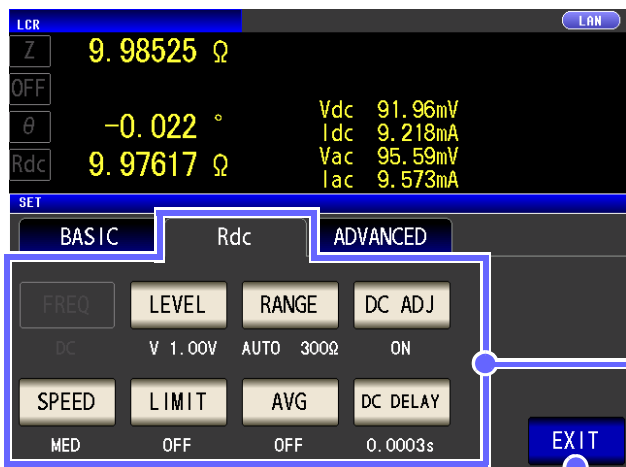 LCR LAN
Z 9.98525 Ω
OFF
θ -0.022 °
Rdc 9.97617 Ω
Vdc 91.96mV
Idc 9.218mA
Vac 95.59mV
Iac 9.573mA
SET
BASIC Rdc ADVANCED
FREQ LEVEL RANGE DC ADJ
DC V 1.00V AUTO 300Ω ON
SPEED LIMIT AVG DC DELAY
MED OFF OFF 0.0003s
EXIT